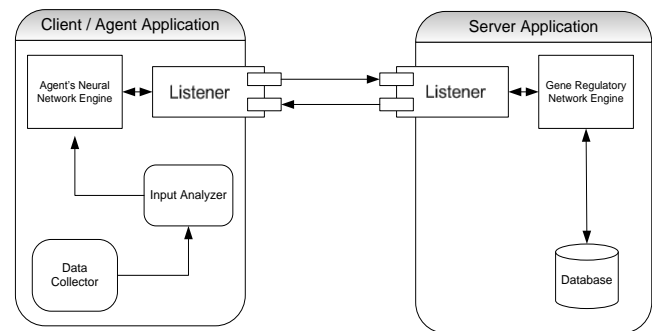 Client / Agent Application
Agent's Neural
Network Engine
Listener
Input Analyzer
Data
Collector
Server Application
Listener
Gene Regulatory
Network Engine
Database